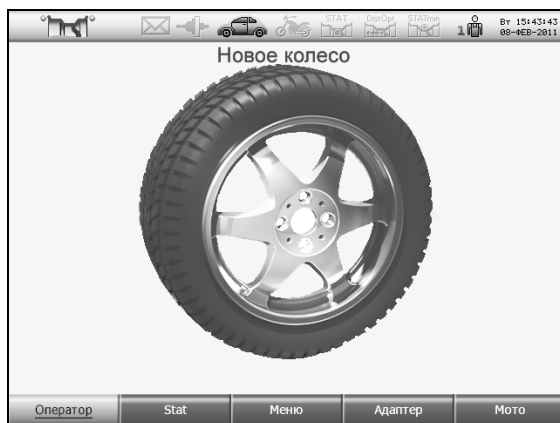 STAT DistOpt STATmin
1
Вт 15:43:43
08-ФЕВ-2011
Новое колесо
Оператор Stat Меню Адаптер Мото